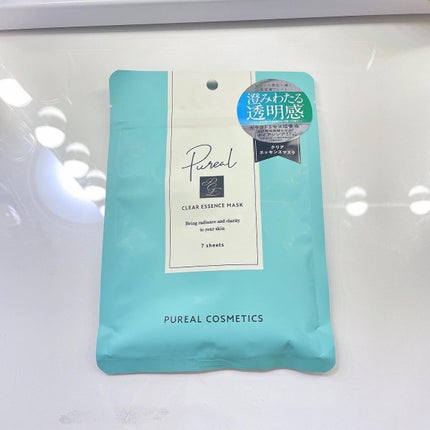 澄みわたる
透明感
クリア
エッセンスマスク
Pureal
CLEAR ESSENCE MASK
Bring radiance and clarity
to your skin
7 sheets
PUREAL COSMETICS